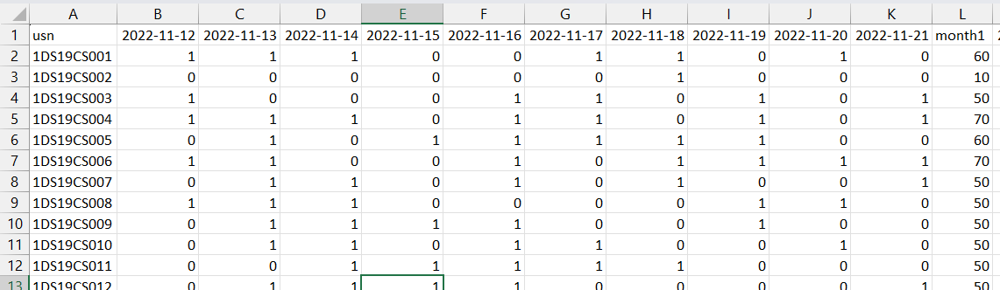 A B C D E F G H I J K L
1 usn 2022-11-12 2022-11-13 2022-11-14 2022-11-15 2022-11-16 2022-11-17 2022-11-18 2022-11-19 2022-11-20 2022-11-21 month1
2 1DS19CS001 1 1 1 0 0 1 1 0 1 0 60
3 1DS19CS002 0 0 0 0 0 0 1 0 0 0 10
4 1DS19CS003 1 0 0 0 1 1 0 1 0 1 50
5 1DS19CS004 1 1 1 0 1 1 0 1 0 1 70
6 1DS19CS005 0 1 0 1 1 1 1 1 0 0 60
7 1DS19CS006 1 1 0 0 1 0 1 1 1 1 70
8 1DS19CS007 0 1 1 0 1 0 1 0 0 1 50
9 1DS19CS008 1 1 1 0 0 0 0 1 1 0 50
10 1DS19CS009 0 1 1 1 1 0 0 1 0 0 50
11 1DS19CS010 0 1 1 0 1 1 0 0 1 0 50
12 1DS19CS011 0 0 1 1 1 1 1 0 0 0 50
13 1DS19CS012 0 1 1 1 1 0 0 0 0 1 50